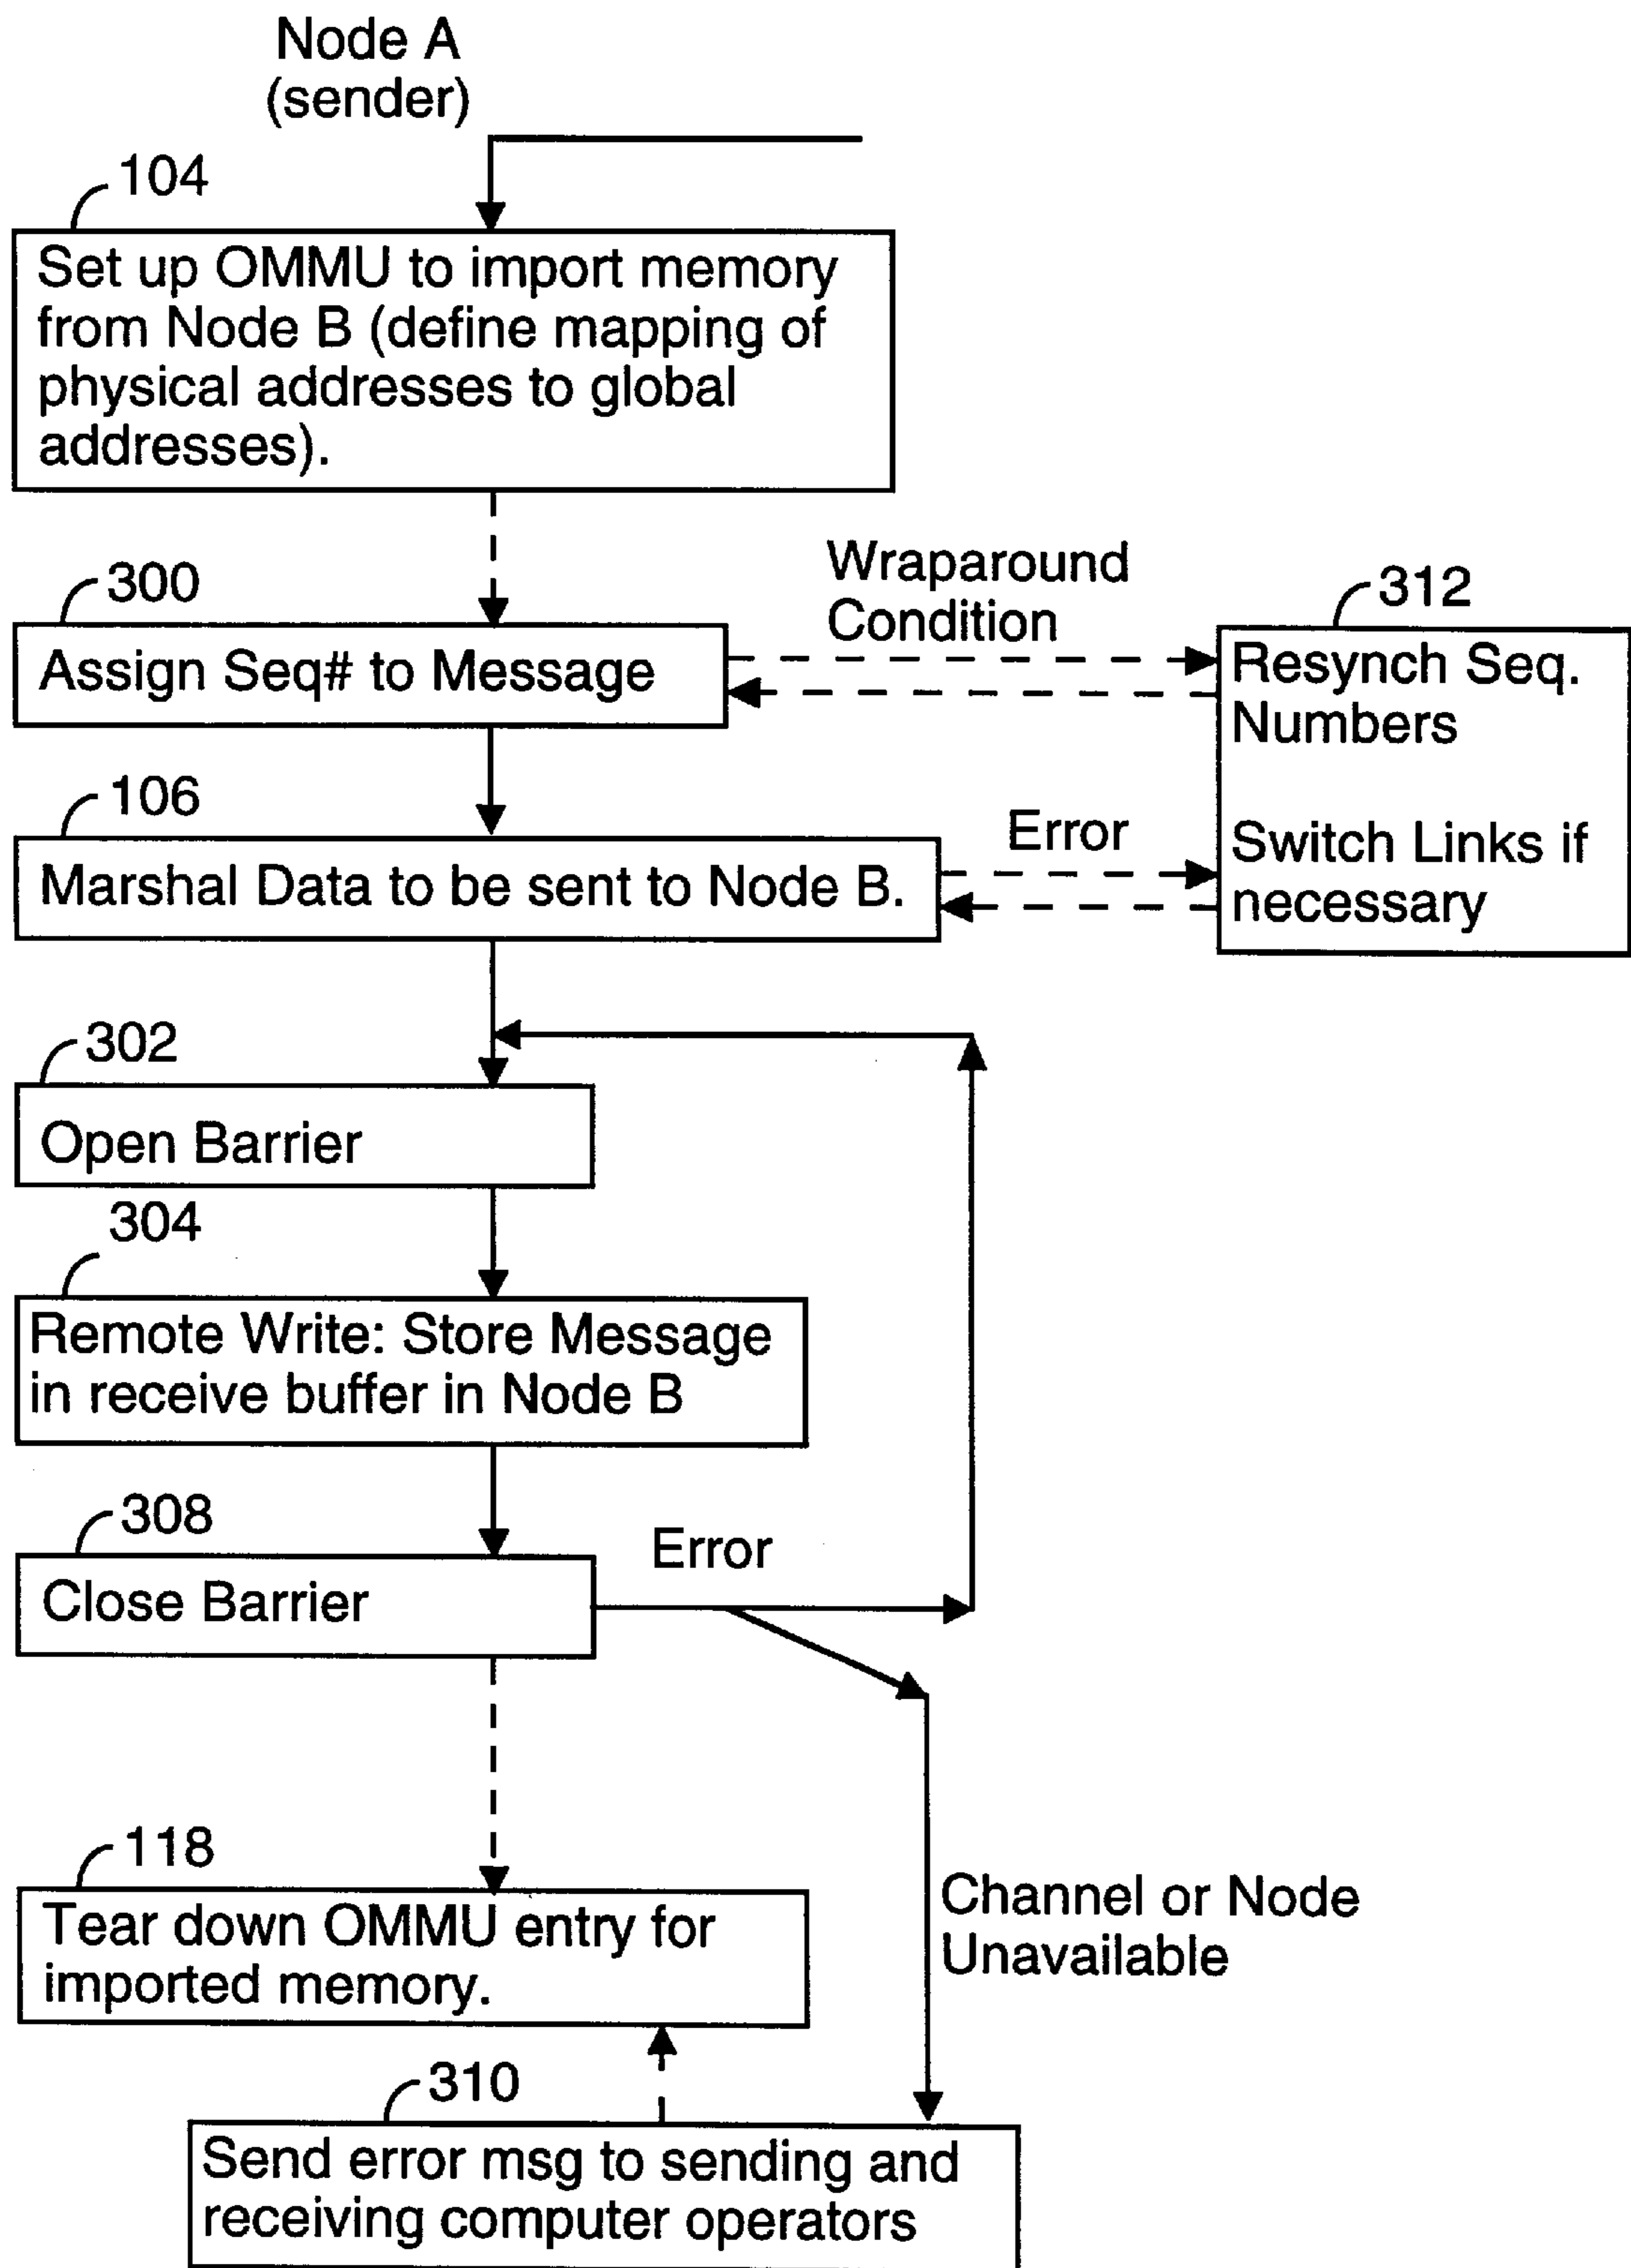 Node A
(sender)
104
Set up OMMU to import memory
from Node B (define mapping of
physical addresses to global
addresses).
Wraparound
Condition
300
312
Assign Seq# to Message
Resynch Seq.
Numbers
106
Error
Switch Links if
necessary
Marshal Data to be sent to Node B.
302
Open Barrier
304
Remote Write: Store Message
in receive buffer in Node B
308
Error
Close Barrier
118
Tear down OMMU entry for
imported memory.
Channel or Node
Unavailable
310
Send error msg to sending and
receiving computer operators